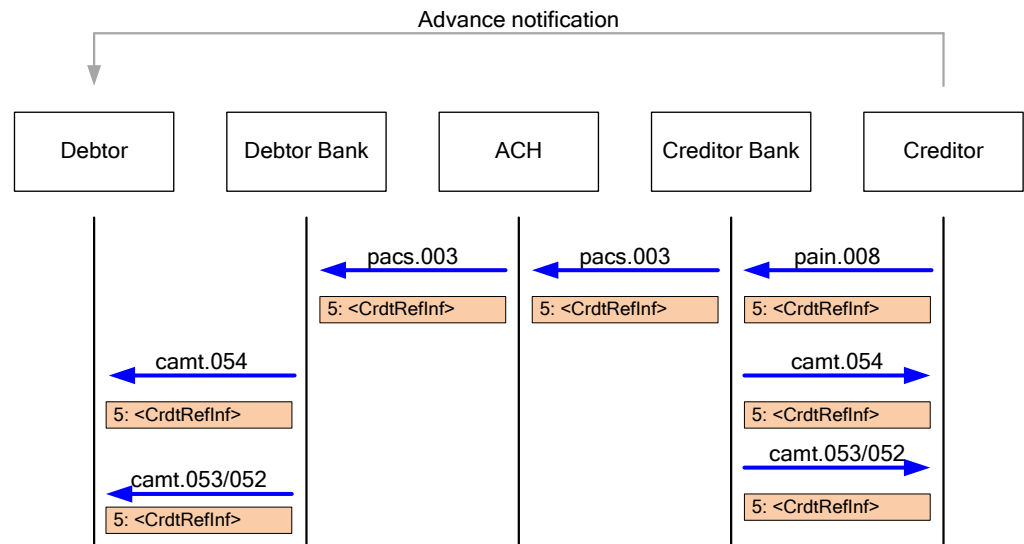 Advance notification
Debtor
Debtor Bank
ACH
Creditor Bank
Creditor
pacs.003
pacs.003
pain.008
5: <CrdtRefInf>
5: <CrdtRefInf>
5: <CrdtRefInf>
camt.054
camt.054
5: <CrdtRefInf>
5: <CrdtRefInf>
camt.053/052
camt.053/052
5: <CrdtRefInf>
5: <CrdtRefInf>